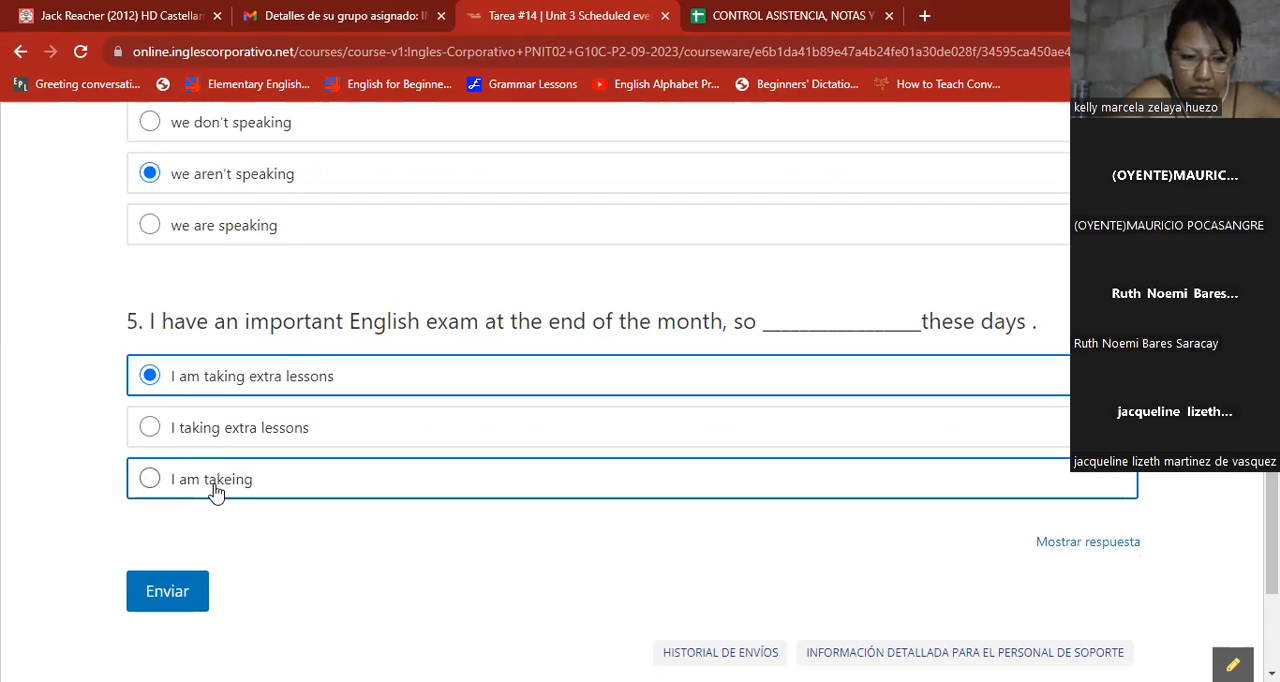 Jack Reacher (2012) HD Castellan
Detalles de su grupo asignado: I
Tarea #14 | Unit 3 Scheduled eve
CONTROL ASISTENCIA, NOTAS Y
online.inglescorporativo.net/courses/course-v1:Ingles-Corporativo+PNIT02+G10C-P2-09-2023/courseware/e6b1da41b89e47a4b24fe01a30de028f/34595ca450ae4
Greeting conversati...
Elementary English...
English for Beginne...
Grammar Lessons
English Alphabet Pr...
Beginners' Dictatio...
How to Teach Conv...
we don't speaking
we aren't speaking
we are speaking
5. I have an important English exam at the end of the month, so ________________these days .
I am taking extra lessons
I taking extra lessons
I am takeing
Mostrar respuesta
Enviar
HISTORIAL DE ENVÍOS
INFORMACIÓN DETALLADA PARA EL PERSONAL DE SOPORTE
kelly marcela zelaya huezo
(OYENTE)MAURIC...
(OYENTE)MAURICIO POCASANGRE
Ruth Noemi Bares...
Ruth Noemi Bares Saracay
jacqueline lizeth...
jacqueline lizeth martinez de vasquez